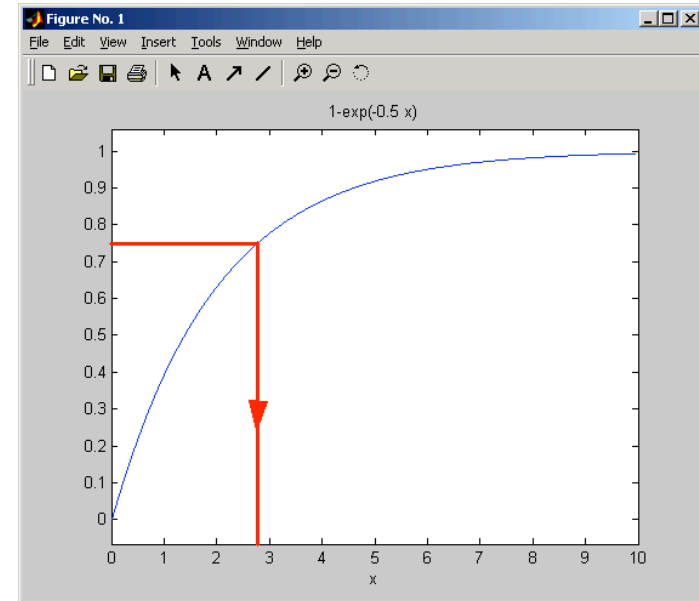 Figure No. 1
File Edit View Insert Tools Window Help
A
1-exp(-0.5 x)
1
0.9
0.8
0.7
0.6
0.5
0.4
0.3
0.2
0.1
0
0 1 2 3 4 5 6 7 8 9 10
x